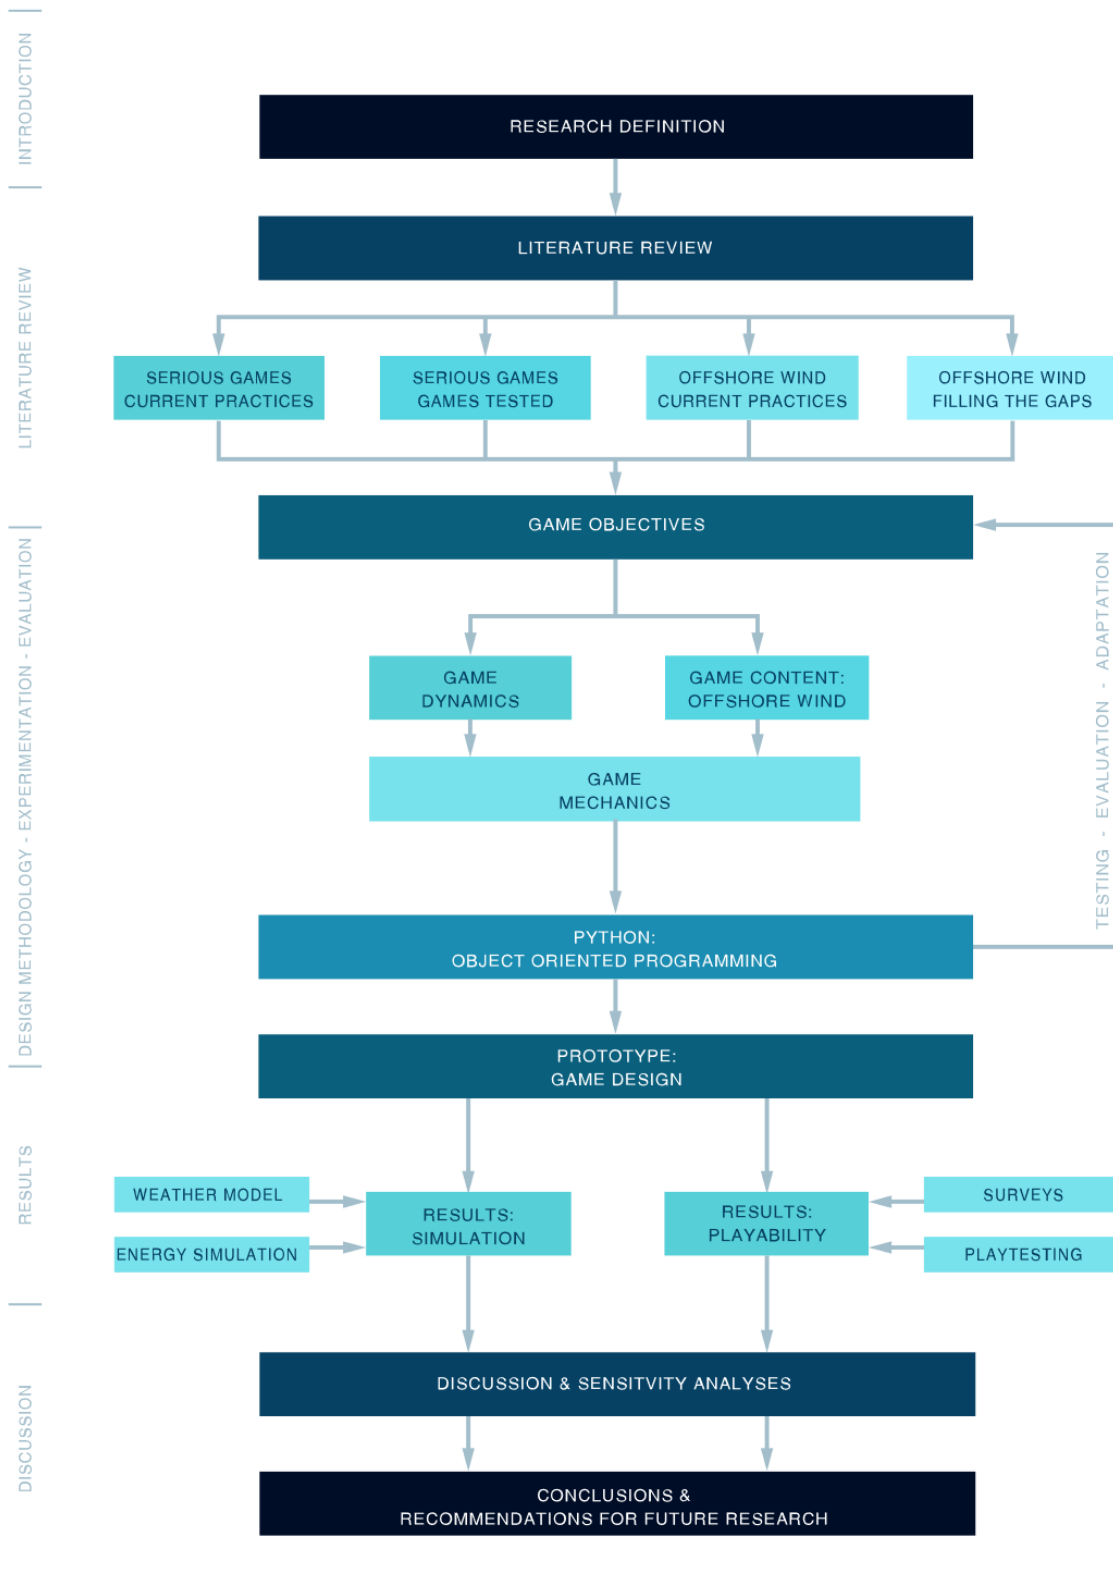 INTRODUCTION
RESEARCH DEFINITION
LITERATURE REVIEW
LITERATURE REVIEW
SERIOUS GAMES
CURRENT PRACTICES
SERIOUS GAMES
GAMES TESTED
OFFSHORE WIND
CURRENT PRACTICES
OFFSHORE WIND
FILLING THE GAPS
DESIGN METHODOLOGY - EXPERIMENTATION - EVALUATION
GAME OBJECTIVES
GAME
DYNAMICS
GAME CONTENT:
OFFSHORE WIND
GAME
MECHANICS
TESTING - EVALUATION - ADAPTATION
PYTHON:
OBJECT ORIENTED PROGRAMMING
PROTOTYPE:
GAME DESIGN
RESULTS
WEATHER MODEL
ENERGY SIMULATION
RESULTS:
SIMULATION
RESULTS:
PLAYABILITY
SURVEYS
PLAYTESTING
DISCUSSION
DISCUSSION & SENSITVITY ANALYSES
CONCLUSIONS &
RECOMMENDATIONS FOR FUTURE RESEARCH